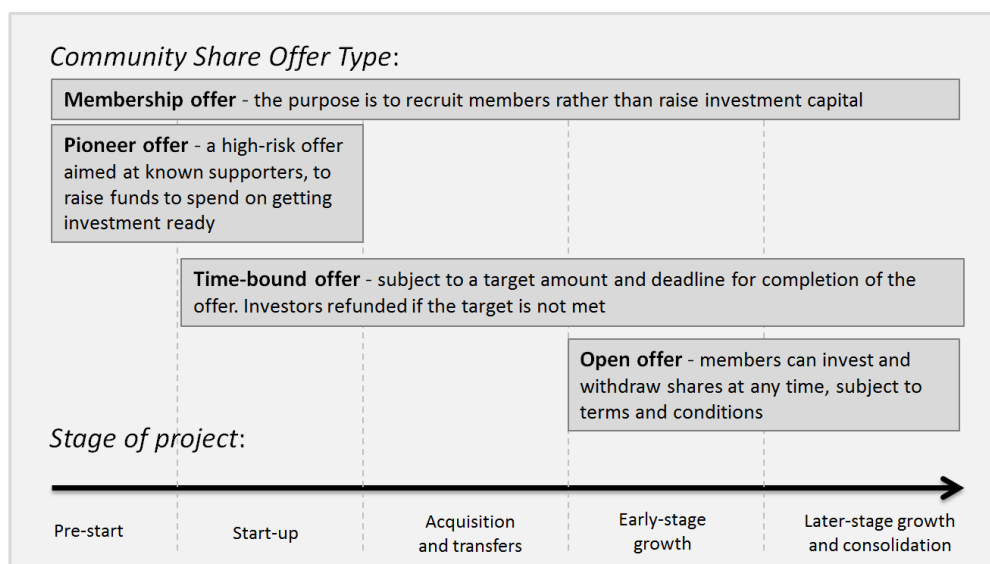 Community Share Offer Type:
Membership offer - the purpose is to recruit members rather than raise investment capital
Pioneer offer - a high-risk offer
aimed at known supporters, to
raise funds to spend on getting
investment ready
Time-bound offer - subject to a target amount and deadline for completion of the
offer. Investors refunded if the target is not met
Open offer - members can invest and
withdraw shares at any time, subject to
terms and conditions
Stage of project:
Pre-start
Start-up
Acquisition
and transfers
Early-stage
growth
Later-stage growth
and consolidation